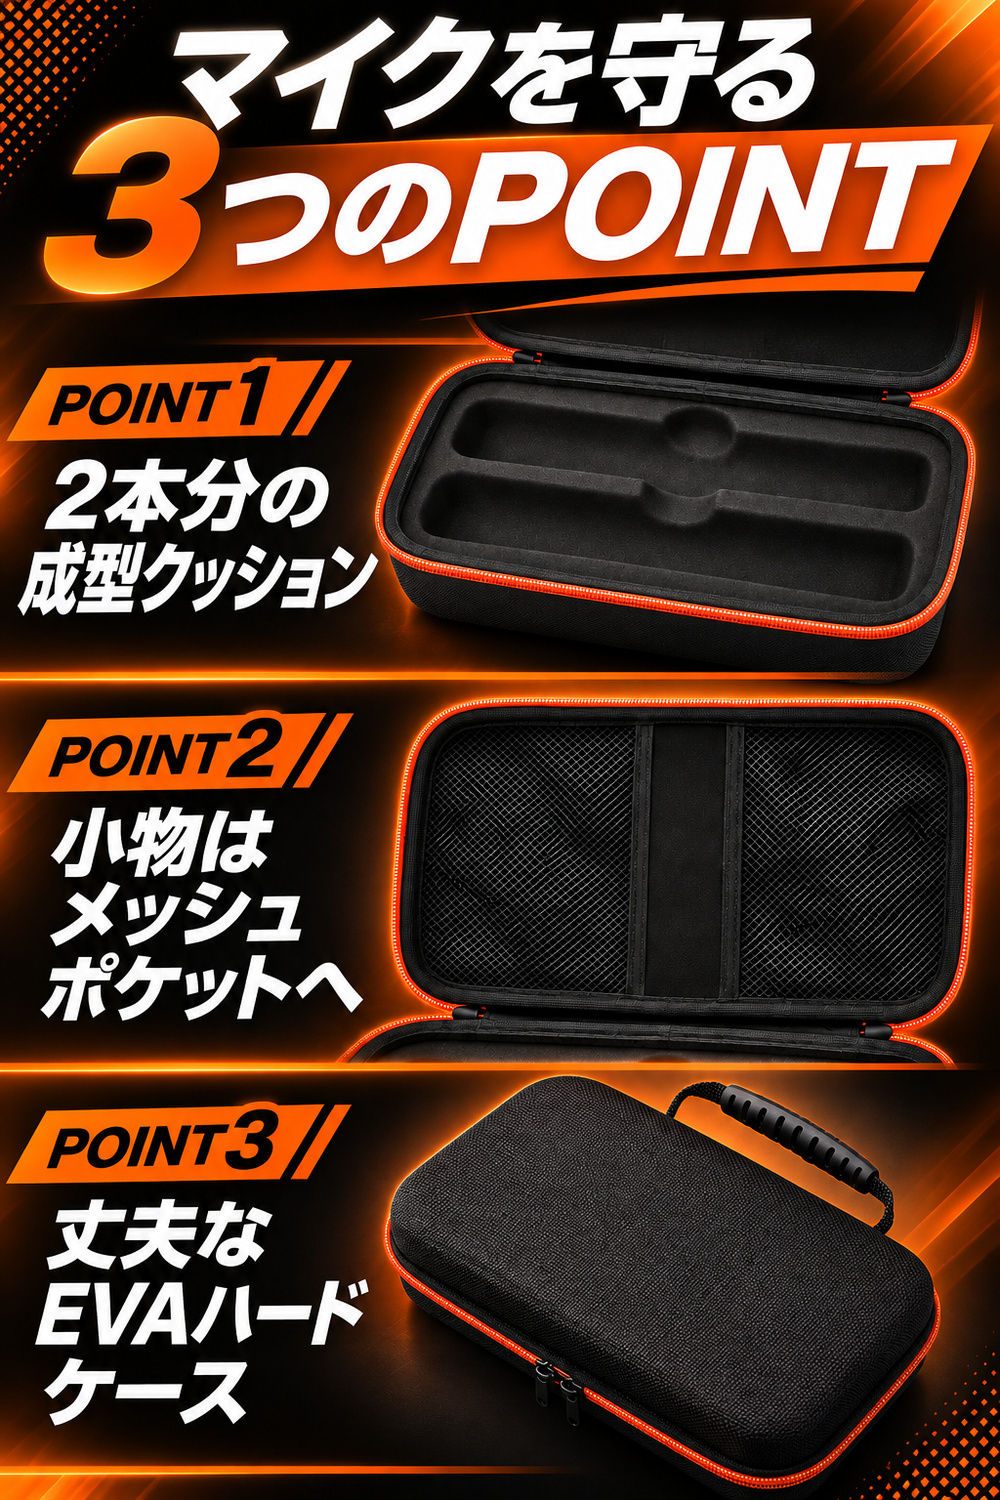 マイクを守る
3つのPOINT
POINT1
2本分の
成型クッション
POINT2
小物は
メッシュ
ポケットへ
POINT3
丈夫な
EVAハード
ケース